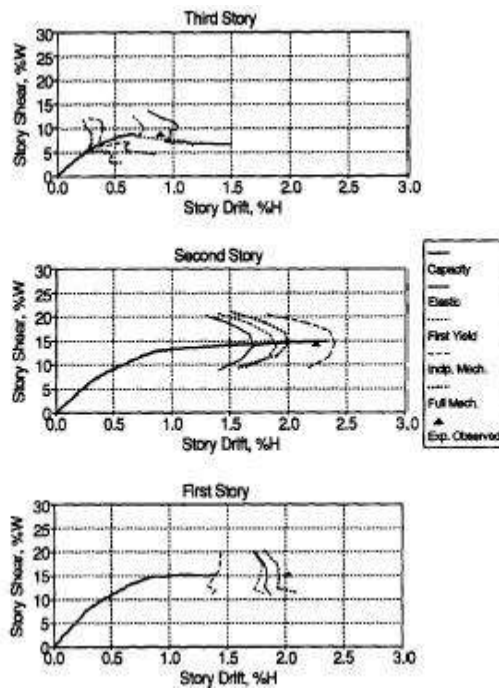 Third Story
Story Shear, %W
30
25
20
15
10
5
0
0.0 0.5 1.0 1.5 2.0 2.5 3.0
Story Drift, %H
Second Story
Story Shear, %W
30
25
20
15
10
5
0
0.0 0.5 1.0 1.5 2.0 2.5 3.0
Story Drift, %H
Capacity
Elastic
First Yield
Indp. Mech.
Full Mech.
Exp. Observed
First Story
Story Shear, %W
30
25
20
15
10
5
0
0.0 0.5 1.0 1.5 2.0 2.5 3.0
Story Drift, %H